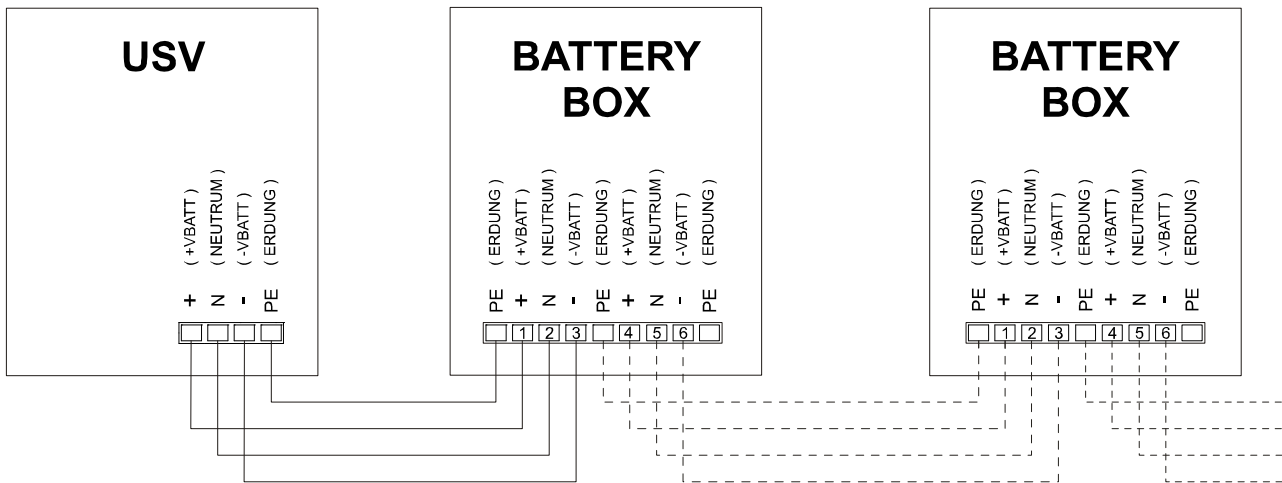 USV
( +VBATT )
( NEUTRUM )
( -VBATT )
( ERDUNG )
+
N
-
PE
BATTERY
BOX
( ERDUNG )
( +VBATT )
( NEUTRUM )
( -VBATT )
( ERDUNG )
( +VBATT )
( NEUTRUM )
( -VBATT )
( ERDUNG )
PE
+
N
-
PE
+
N
-
PE
1
2
3
4
5
6
BATTERY
BOX
( ERDUNG )
( +VBATT )
( NEUTRUM )
( -VBATT )
( ERDUNG )
( +VBATT )
( NEUTRUM )
( -VBATT )
( ERDUNG )
PE
+
N
-
PE
+
N
-
PE
1
2
3
4
5
6